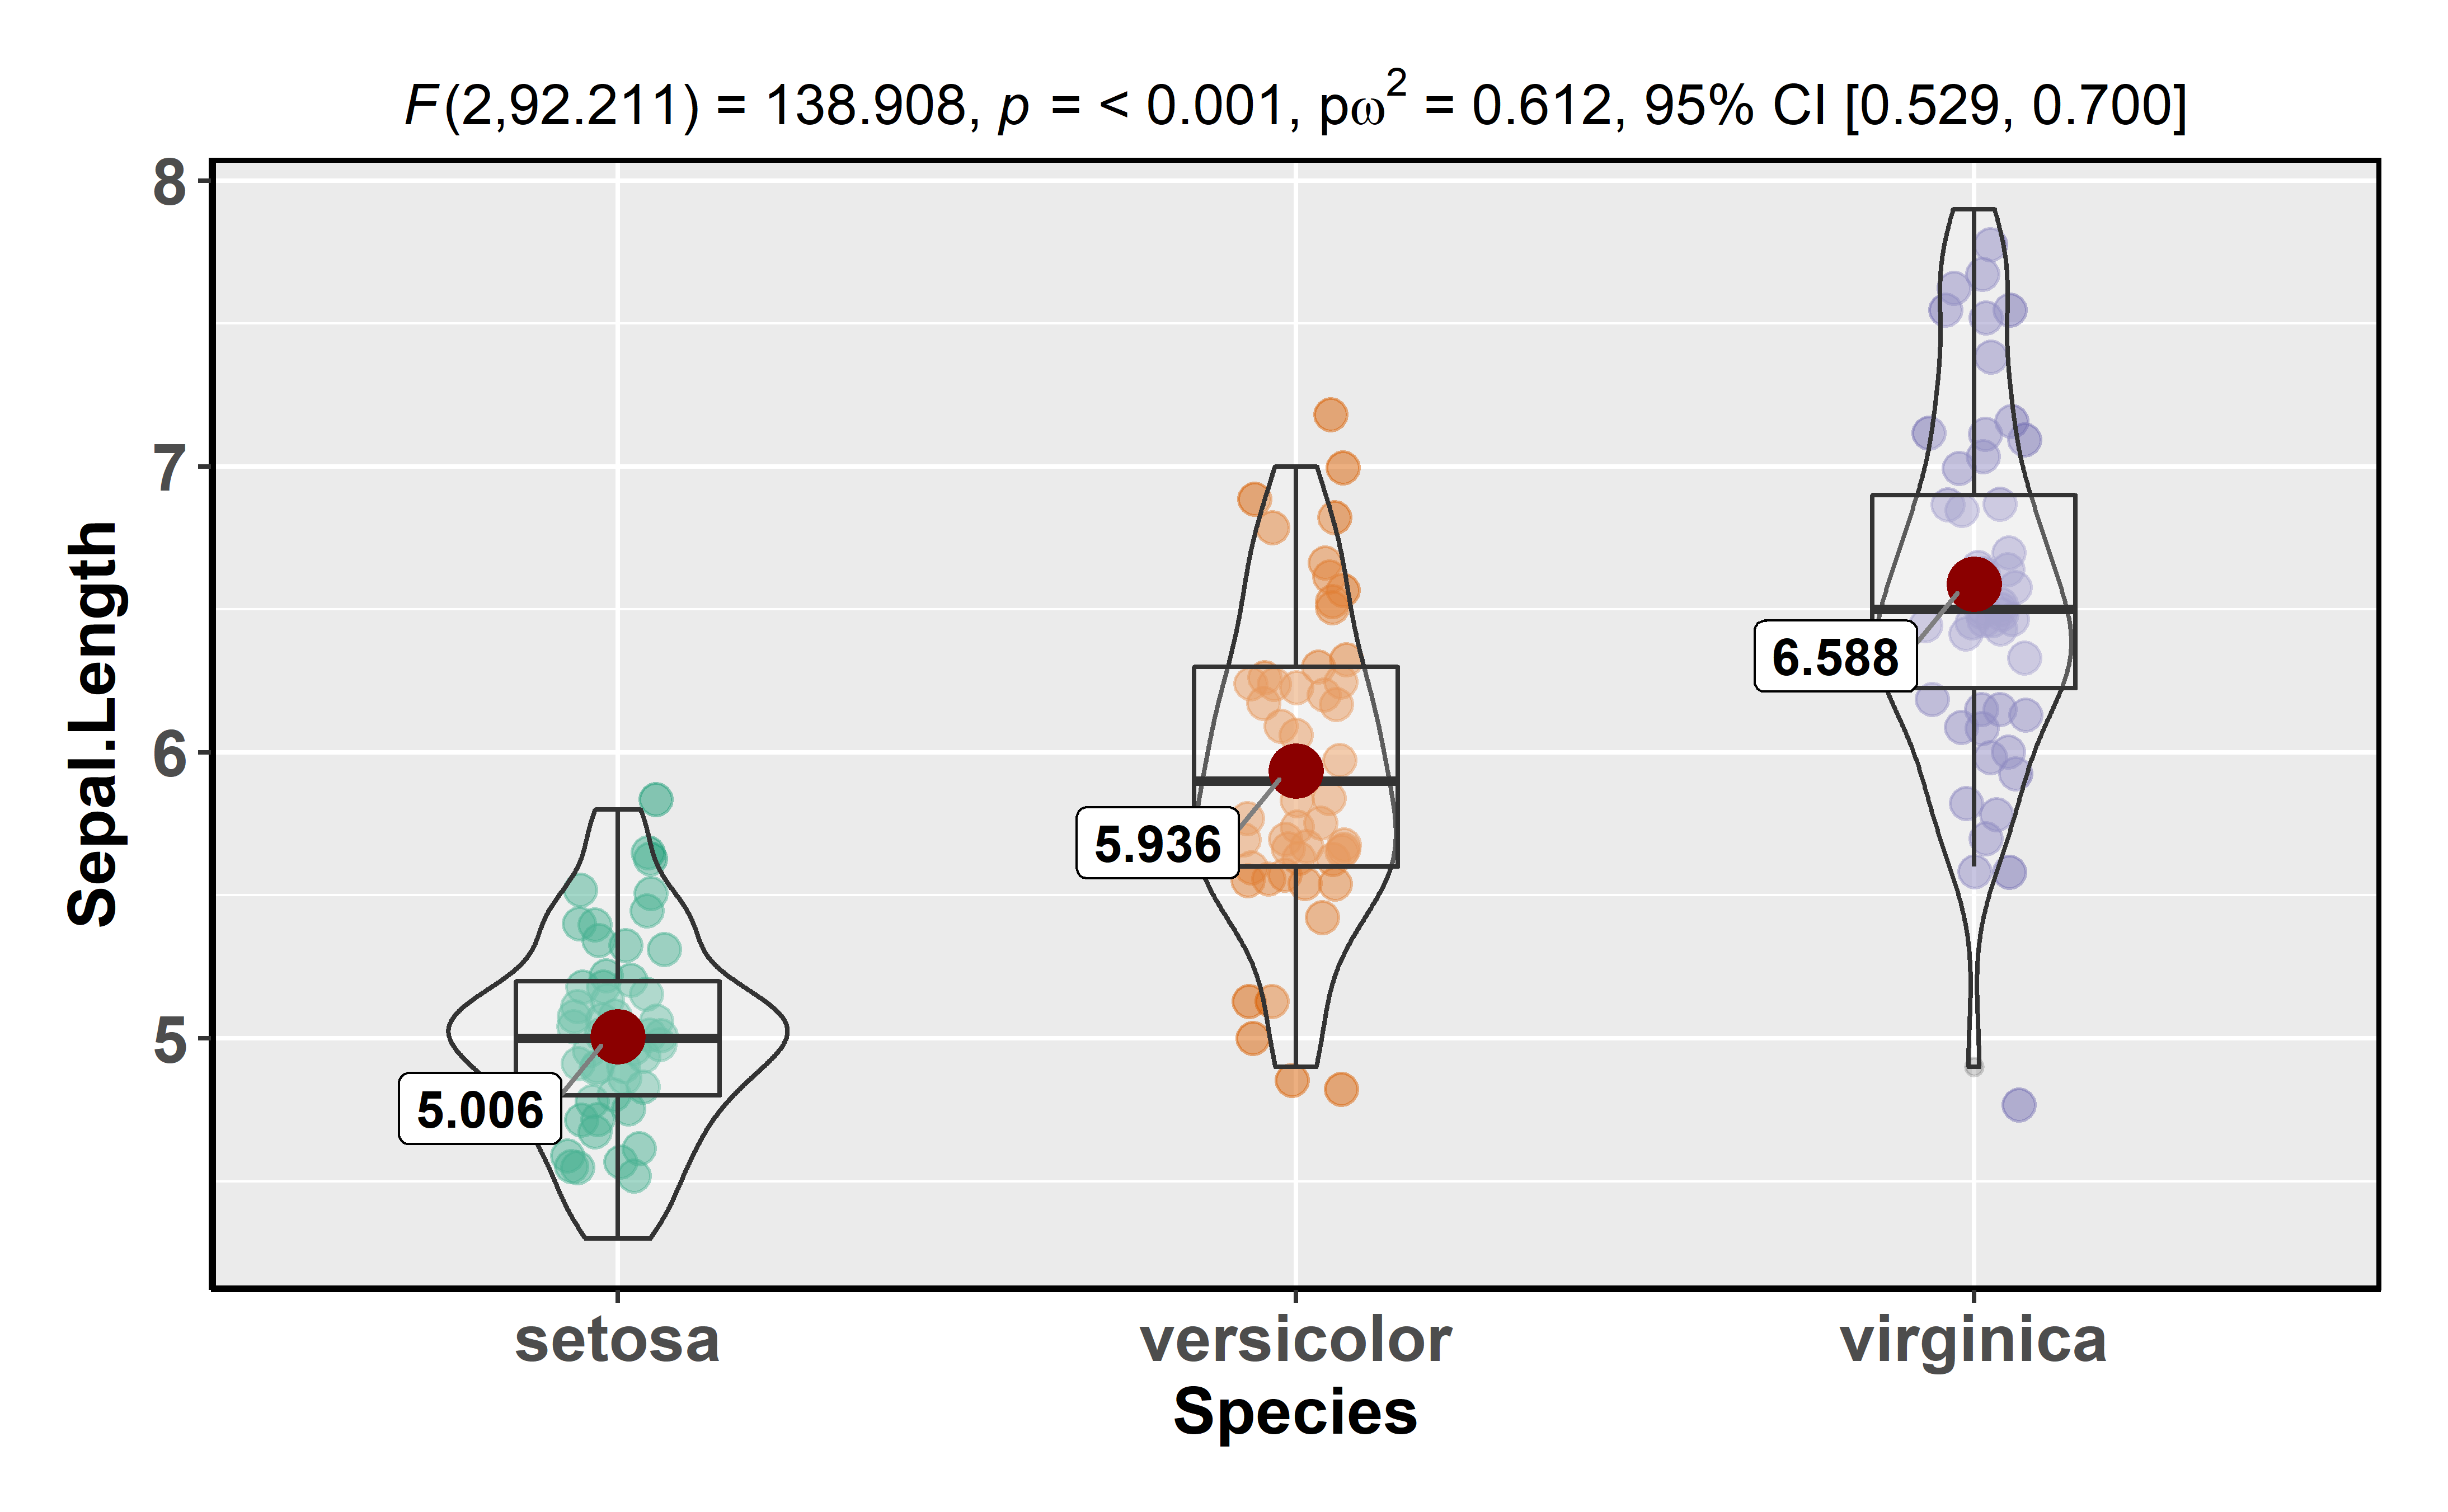 F(2,92.211) = 138.908, p = < 0.001, pω² = 0.612, 95% CI [0.529, 0.700]
8
7
6
5
Sepal.Length
6.588
5.936
5.006
setosa versicolor virginica
Species